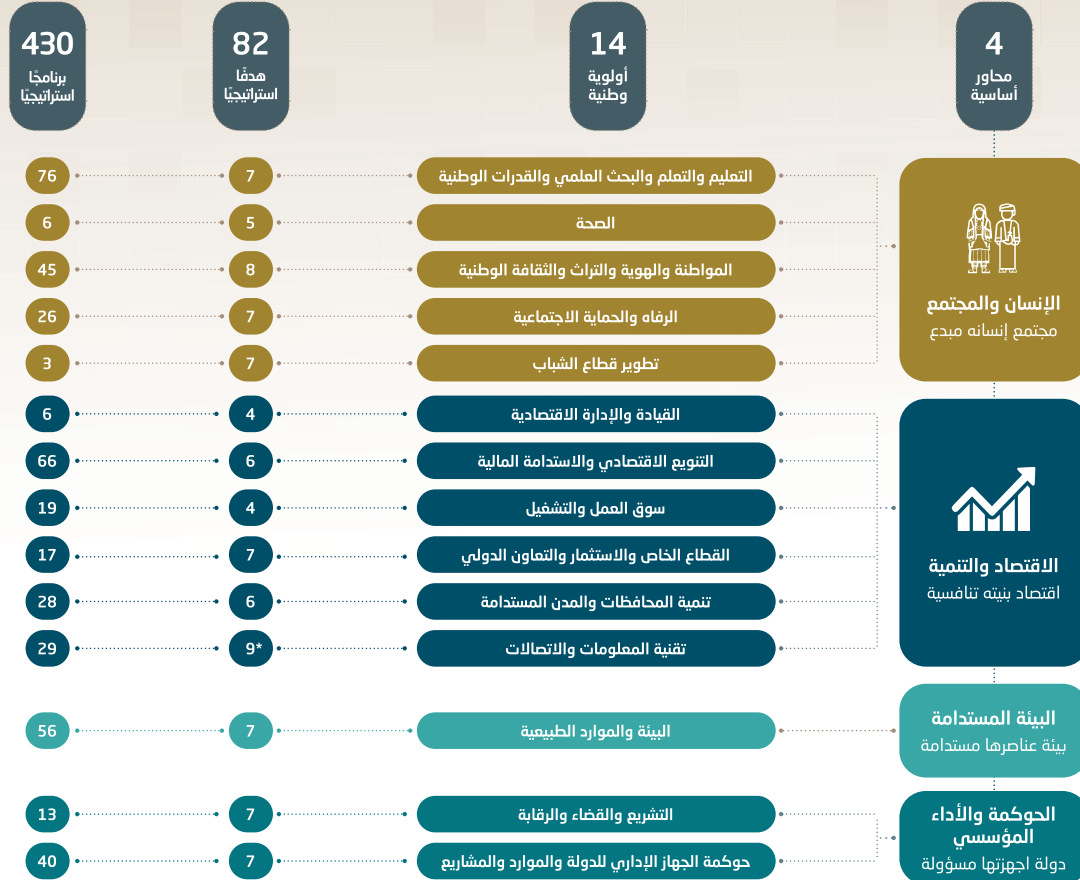 4
محاور
أساسية
14
أولوية
وطنية
82
هدفًا
استراتيجيًا
430
برنامجًا
استراتيجيًا
الإنسان والمجتمع
مجتمع إنسانه مبدع
التعليم والتعلم والبحث العلمي والقدرات الوطنية
7
76
الصحة
5
6
المواطنة والهوية والتراث والثقافة الوطنية
8
45
الرفاه والحماية الاجتماعية
7
26
تطوير قطاع الشباب
7
3
الاقتصاد والتنمية
اقتصاد بنيته تنافسية
القيادة والإدارة الاقتصادية
4
6
التنويع الاقتصادي والاستدامة المالية
6
66
سوق العمل والتشغيل
4
19
القطاع الخاص والاستثمار والتعاون الدولي
7
17
تنمية المحافظات والمدن المستدامة
6
28
تقنية المعلومات والاتصالات
9*
29
البيئة المستدامة
بيئة عناصرها مستدامة
البيئة والموارد الطبيعية
7
56
الحوكمة والأداء
المؤسسي
دولة اجهزتها مسؤولة
التشريع والقضاء والرقابة
7
13
حوكمة الجهاز الإداري للدولة والموارد والمشاريع
7
40